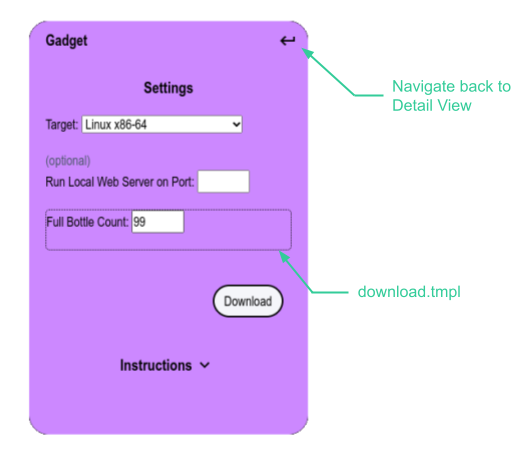 Gadget
Navigate back to
Detail View
Settings
Target: Linux x86-64
(optional)
Run Local Web Server on Port:
Full Bottle Count: 99
download.tmpl
Download
Instructions